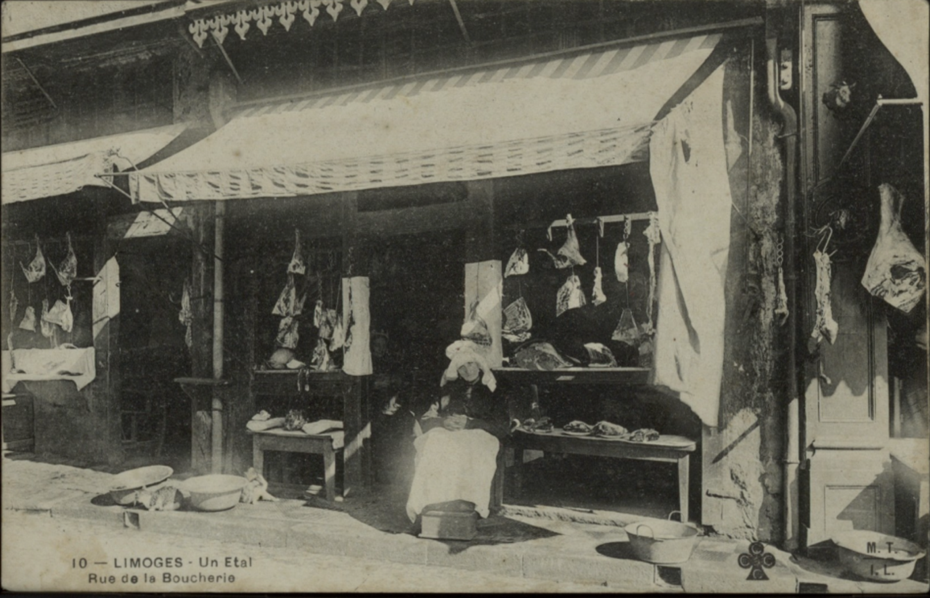 10 — LIMOGES - Un Etal
Rue de la Boucherie
M. T.
I. L.